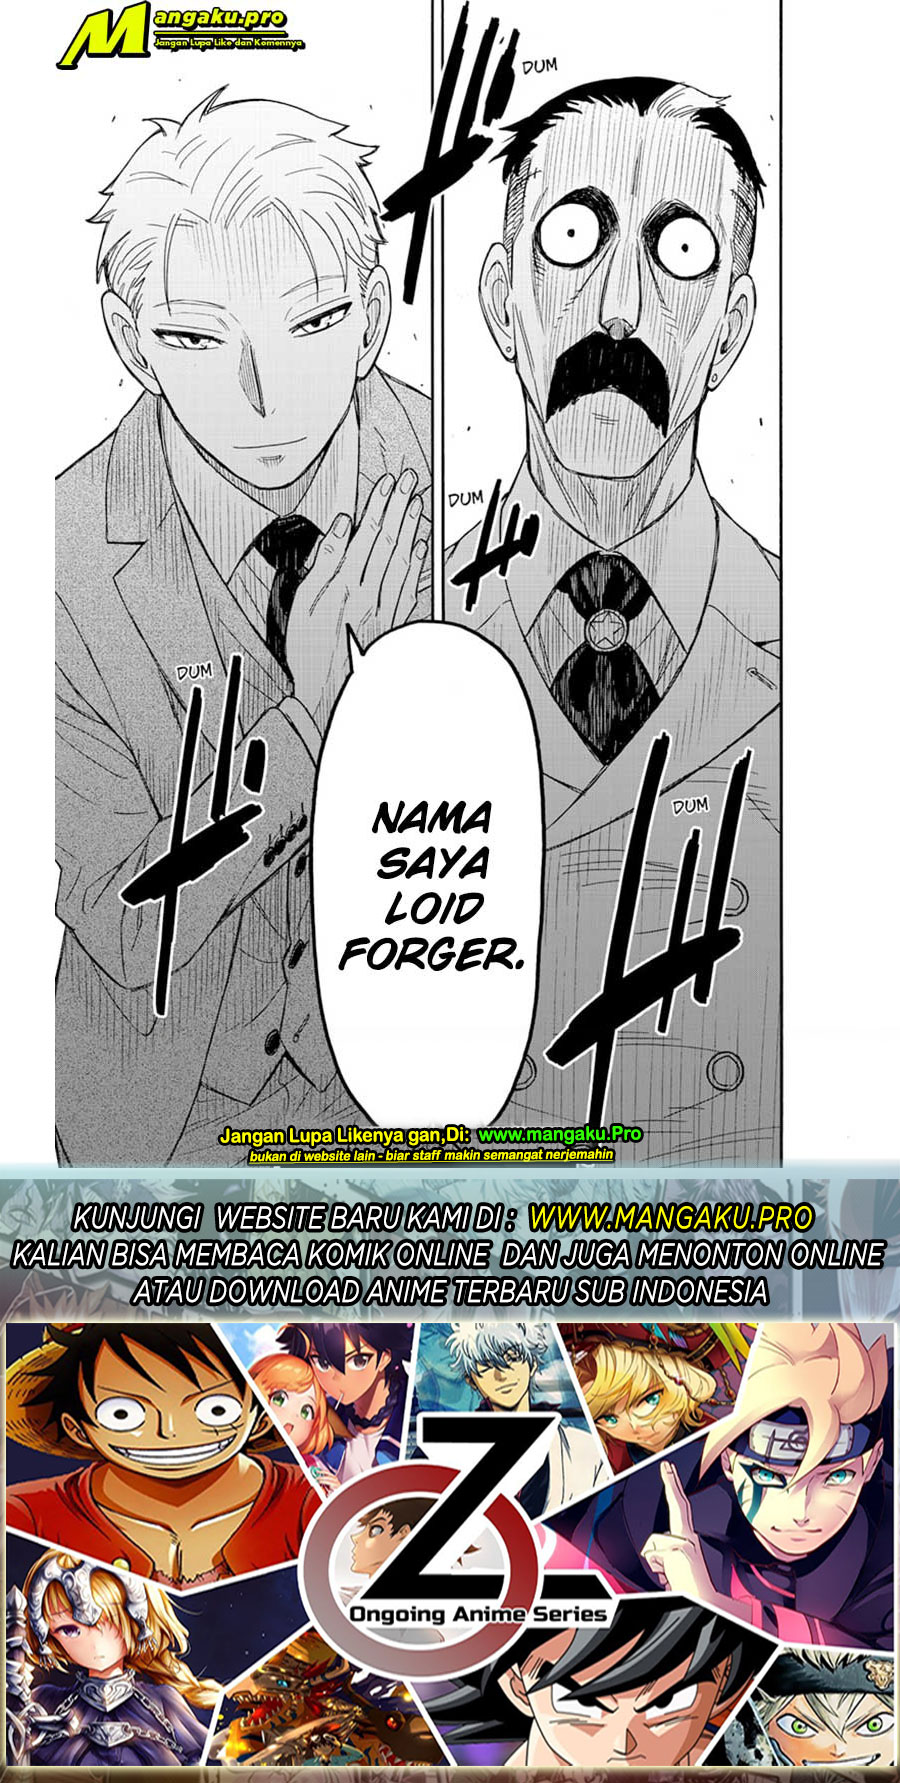 Mangaku.pro
Jangan Lupa Like dan Komennya
DUM
DUM
DUM
DUM
NAMA
SAYA
LOID
FORGER.
Jangan Lupa Likenya gan,Di: www.mangaku.Pro
bukan di website lain - biar staff makin semangat nerjemahin
KUNJUNGI WEBSITE BARU KAMI DI : WWW.MANGAKU.PRO
KALIAN BISA MEMBACA KOMIK ONLINE DAN JUGA MENONTON ONLINE
ATAU DOWNLOAD ANIME TERBARU SUB INDONESIA
OZ
Ongoing Anime Series